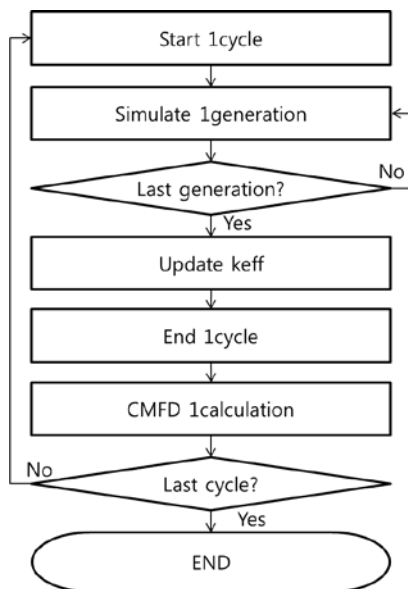 Start 1cycle
Simulate 1generation
Last generation?
No
Yes
Update keff
End 1cycle
CMFD 1calculation
No
Last cycle?
Yes
END